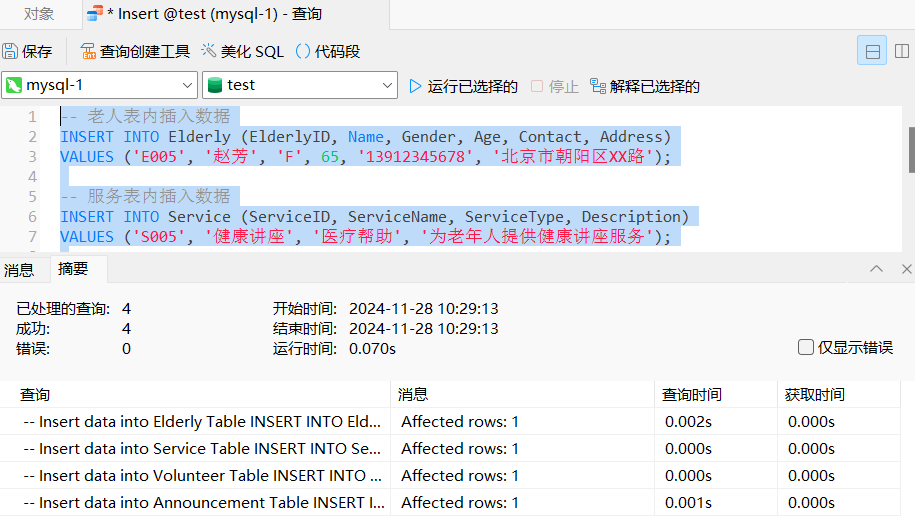 对象
* Insert @test (mysql-1) - 查询
保存 查询创建工具 美化 SQL () 代码段
mysql-1 test 运行已选择的 停止 解释已选择的
1 -- 老人表内插入数据
2 INSERT INTO Elderly (ElderlyID, Name, Gender, Age, Contact, Address)
3 VALUES ('E005', '赵芳', 'F', 65, '13912345678', '北京市朝阳区XX路');
4
5 -- 服务表内插入数据
6 INSERT INTO Service (ServiceID, ServiceName, ServiceType, Description)
7 VALUES ('S005', '健康讲座', '医疗帮助', '为老年人提供健康讲座服务');
消息 摘要
已处理的查询: 4 开始时间: 2024-11-28 10:29:13
成功: 4 结束时间: 2024-11-28 10:29:13
错误: 0 运行时间: 0.070s
仅显示错误
查询 消息 查询时间 获取时间
-- Insert data into Elderly Table INSERT INTO Eld... Affected rows: 1 0.002s 0.000s
-- Insert data into Service Table INSERT INTO Se... Affected rows: 1 0.000s 0.000s
-- Insert data into Volunteer Table INSERT INTO ... Affected rows: 1 0.000s 0.000s
-- Insert data into Announcement Table INSERT I... Affected rows: 1 0.001s 0.000s